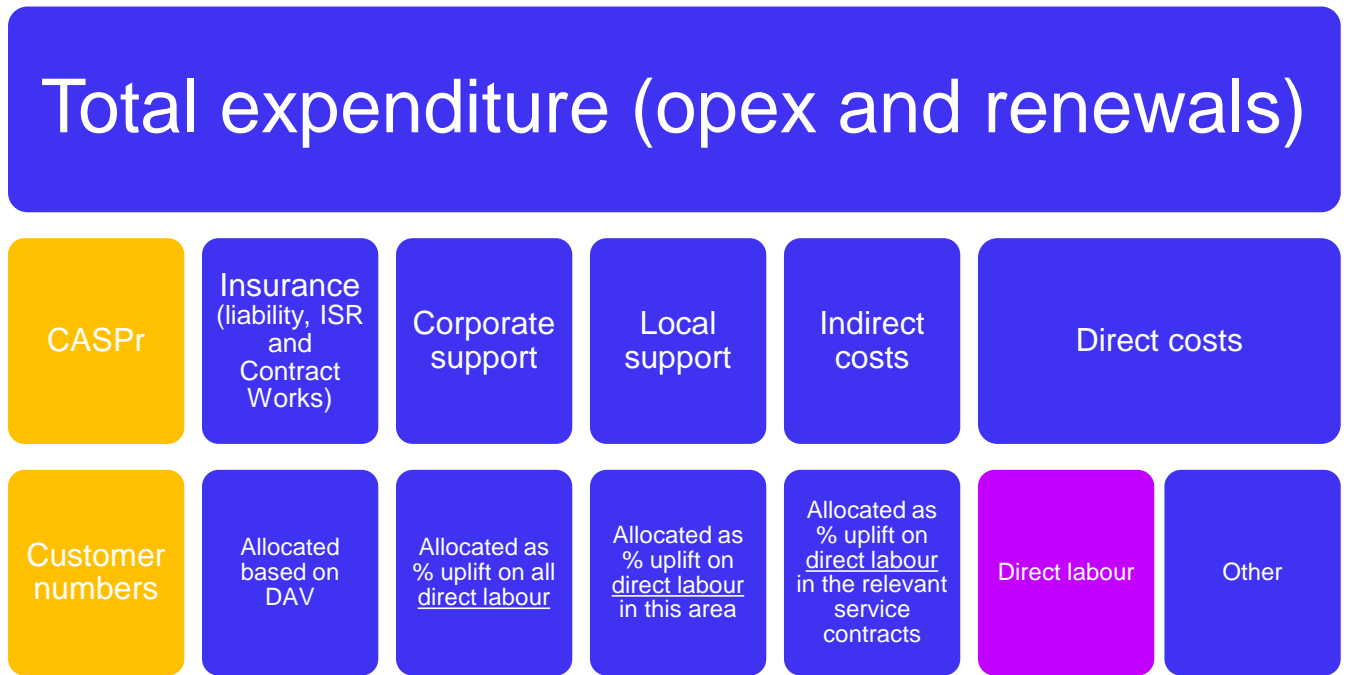 Total expenditure (opex and renewals)
CASPr
Insurance
(liability, ISR
and
Contract
Works)
Corporate
support
Local
support
Indirect
costs
Direct costs
Customer
numbers
Allocated
based on
DAV
Allocated as
% uplift on all
direct labour
Allocated as
% uplift on
direct labour
in this area
Allocated as
% uplift on
direct labour
in the relevant
service
contracts
Direct labour
Other